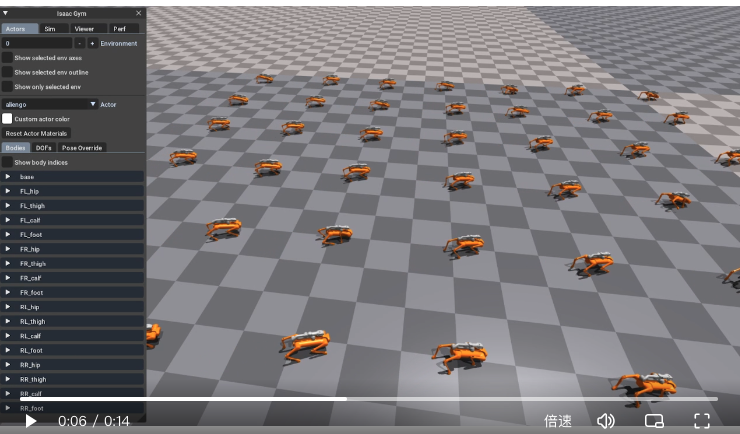 Isaac Gym
Actors Sim Viewer Perf
0 - + Environment
Show selected env axes
Show selected env outline
Show only selected env
aliengo Actor
Custom actor color
Reset Actor Materials
Bodies DOFs Pose Override
Show body indices
base
FL_hip
FL_thigh
FL_calf
FL_foot
FR_hip
FR_thigh
FR_calf
FR_foot
RL_hip
RL_thigh
RL_calf
RL_foot
RR_hip
RR_thigh
RR_calf
RR_foot
0:06 / 0:14 倍速